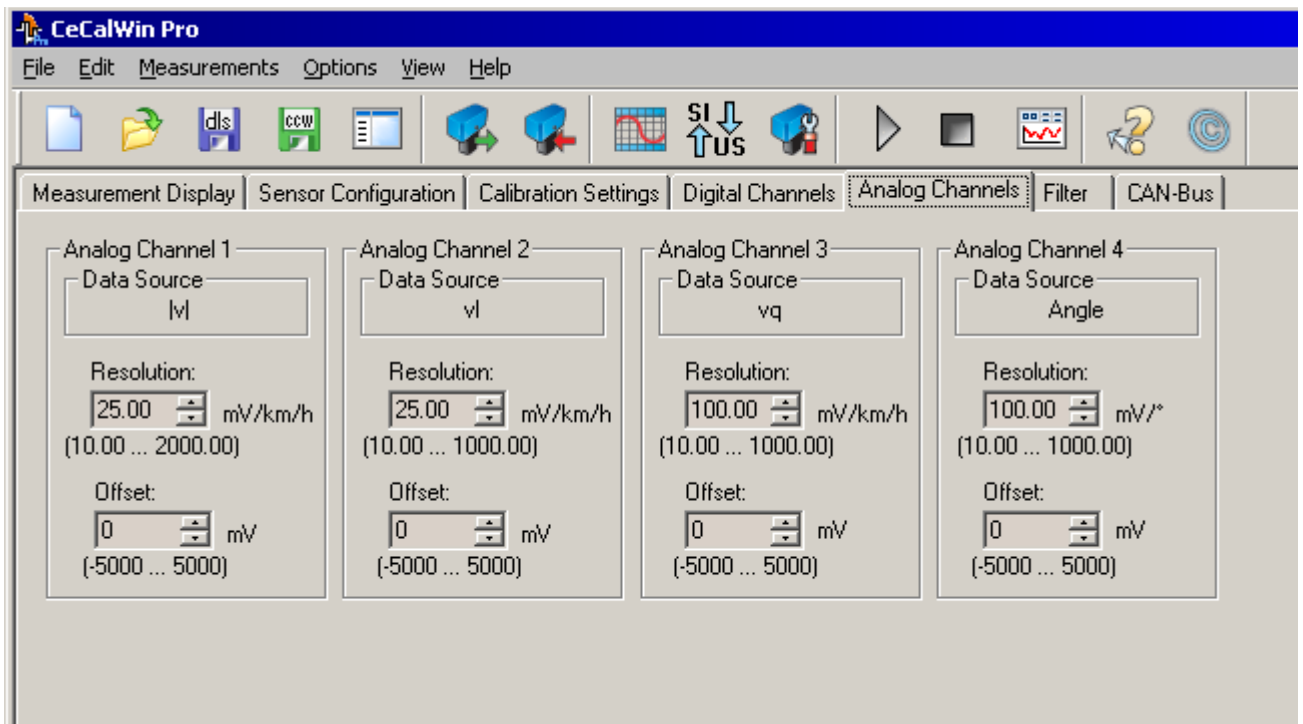 CeCalWin Pro
File Edit Measurements Options View Help
dls ccw SI US
Measurement Display Sensor Configuration Calibration Settings Digital Channels Analog Channels Filter CAN-Bus
Analog Channel 1 Analog Channel 2 Analog Channel 3 Analog Channel 4
Data Source Data Source Data Source Data Source
|v| vl vq Angle
Resolution: Resolution: Resolution: Resolution:
25.00 mV/km/h 25.00 mV/km/h 100.00 mV/km/h 100.00 mV/°
(10.00 ... 2000.00) (10.00 ... 1000.00) (10.00 ... 1000.00) (10.00 ... 1000.00)
Offset: Offset: Offset: Offset:
0 mV 0 mV 0 mV 0 mV
(-5000 ... 5000) (-5000 ... 5000) (-5000 ... 5000) (-5000 ... 5000)